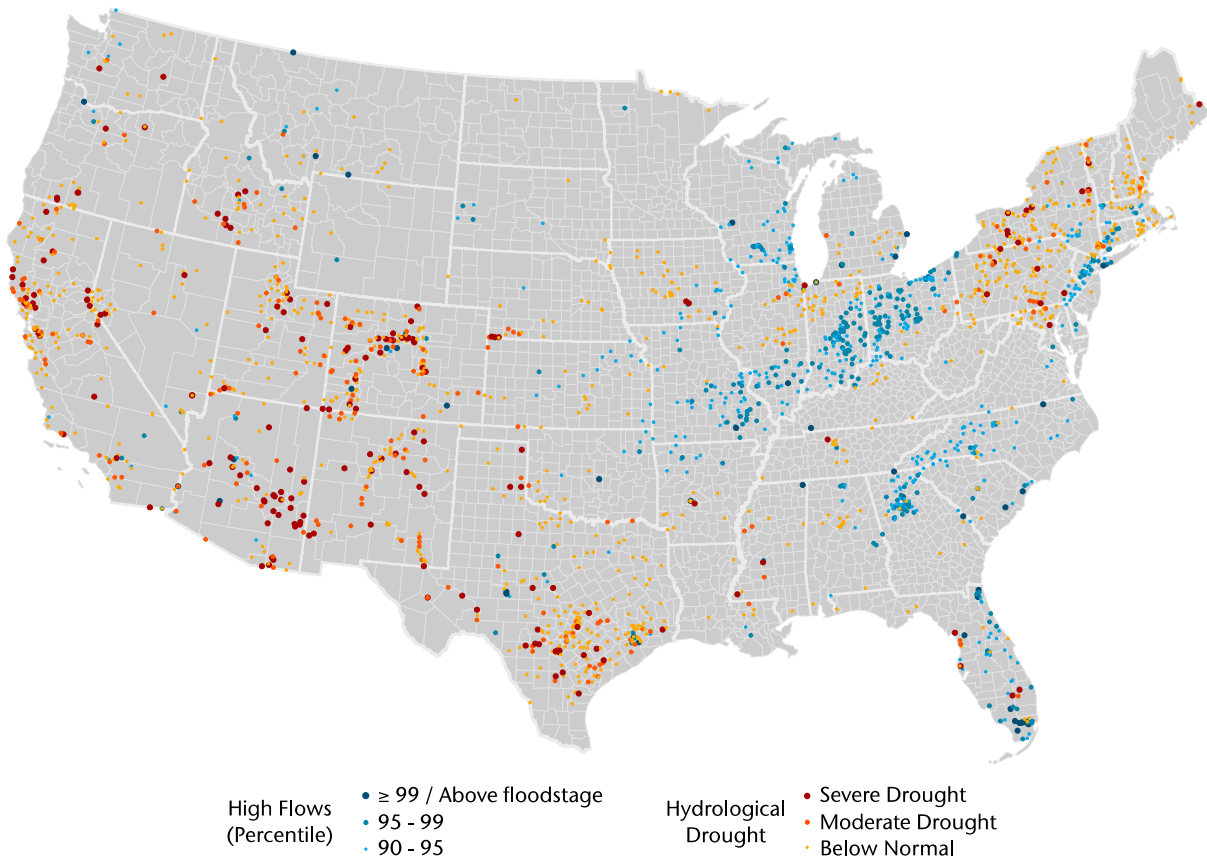 High Flows
(Percentile)
≥ 99 / Above floodstage
95 - 99
90 - 95
Hydrological
Drought
Severe Drought
Moderate Drought
Below Normal